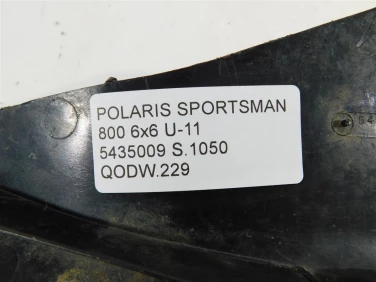 POLARIS SPORTSMAN
800 6x6 U-11
5435009 S.1050
QODW.229